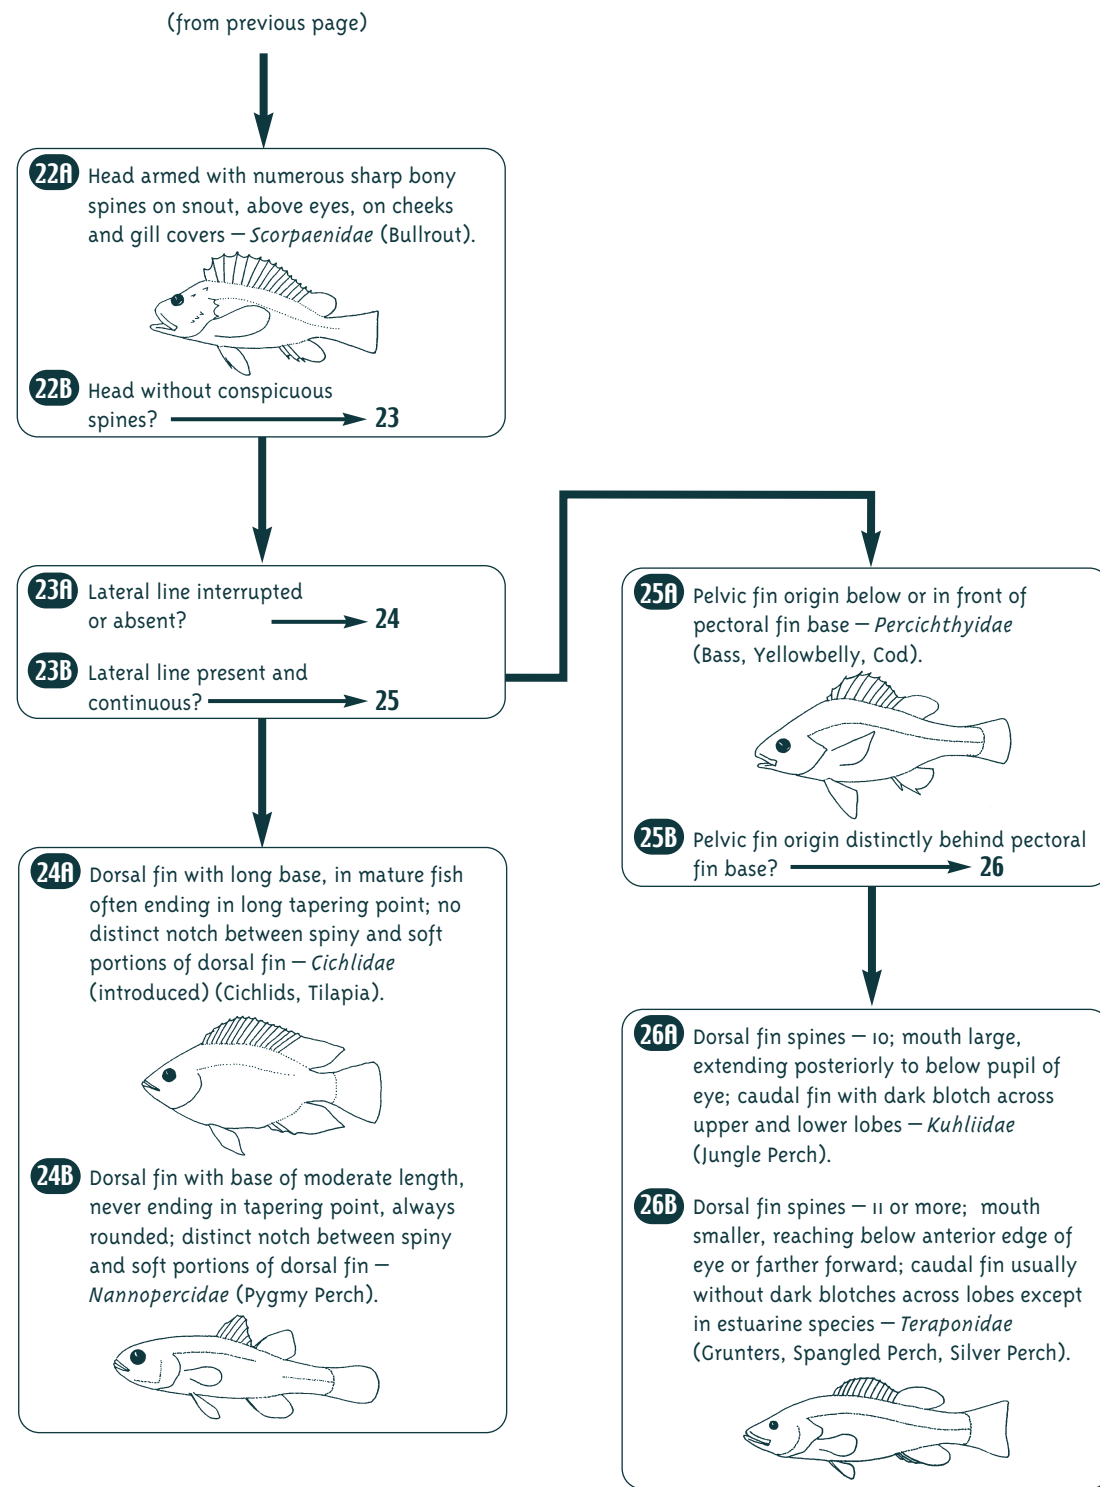 (from previous page)
22A Head armed with numerous sharp bony
spines on snout, above eyes, on cheeks
and gill covers – Scorpaenidae (Bullrout).
22B Head without conspicuous
spines? 23
23A Lateral line interrupted
or absent? 24
23B Lateral line present and
continuous? 25
24A Dorsal fin with long base, in mature fish
often ending in long tapering point; no
distinct notch between spiny and soft
portions of dorsal fin – Cichlidae
(introduced) (Cichlids, Tilapia).
24B Dorsal fin with base of moderate length,
never ending in tapering point, always
rounded; distinct notch between spiny
and soft portions of dorsal fin –
Nannopercidae (Pygmy Perch).
25A Pelvic fin origin below or in front of
pectoral fin base – Percichthyidae
(Bass, Yellowbelly, Cod).
25B Pelvic fin origin distinctly behind pectoral
fin base? 26
26A Dorsal fin spines – 10; mouth large,
extending posteriorly to below pupil of
eye; caudal fin with dark blotch across
upper and lower lobes – Kuhliidae
(Jungle Perch).
26B Dorsal fin spines – 11 or more; mouth
smaller, reaching below anterior edge of
eye or farther forward; caudal fin usually
without dark blotches across lobes except
in estuarine species – Teraponidae
(Grunters, Spangled Perch, Silver Perch).